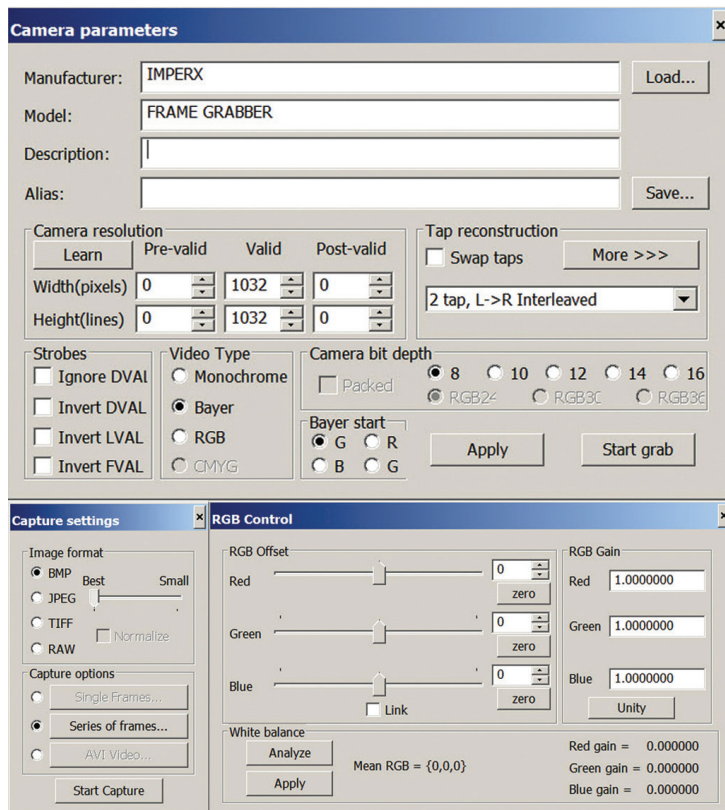 Camera parameters
Manufacturer: IMPERX Load...
Model: FRAME GRABBER
Description:
Alias: Save...
Camera resolution Tap reconstruction
Learn Pre-valid Valid Post-valid Swap taps More >>>
Width(pixels) 0 1032 0 2 tap, L->R Interleaved
Height(lines) 0 1032 0
Strobes Video Type Camera bit depth
Ignore DVAL Monochrome Packed 8 10 12 14 16
Invert DVAL Bayer RGB24 RGB30 RGB36
Invert LVAL RGB Bayer start G R Apply Start grab
Invert FVAL CMYG B G
Capture settings
Image format
BMP Best Small
JPEG
TIFF Normalize
RAW
Capture options
Single Frames...
Series of frames...
AVI Video...
Start Capture
RGB Control
RGB Offset RGB Gain
Red 0 zero Red 1.0000000
Green 0 zero Green 1.0000000
Blue 0 zero Blue 1.0000000
Link Unity
White balance
Analyze Mean RGB = {0,0,0} Red gain = 0.000000
Apply Green gain = 0.000000
Blue gain = 0.000000